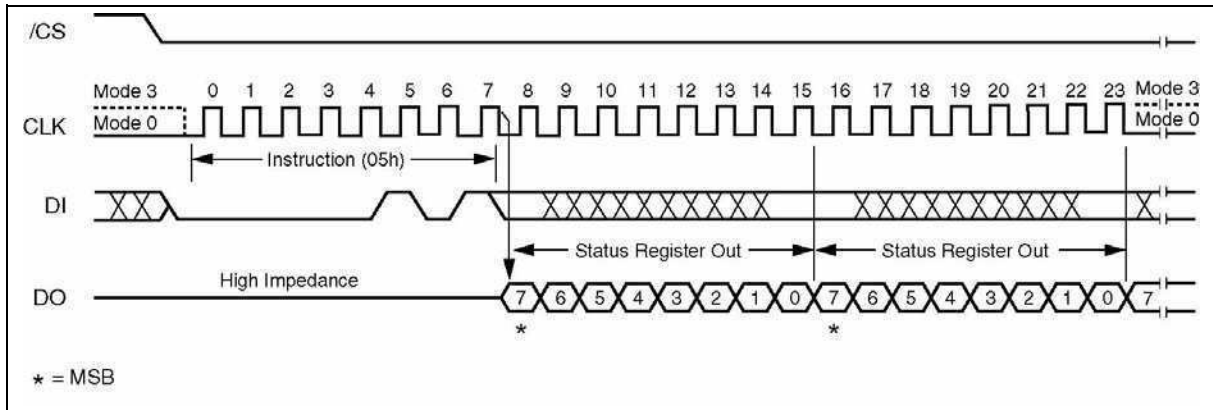 /CS
Mode 3 0 1 2 3 4 5 6 7 8 9 10 11 12 13 14 15 16 17 18 19 20 21 22 23 Mode 3
CLK Mode 0 Mode 0
Instruction (05h)
DI
Status Register Out Status Register Out
High Impedance
DO 7 6 5 4 3 2 1 0 7 6 5 4 3 2 1 0 7
* *
* = MSB